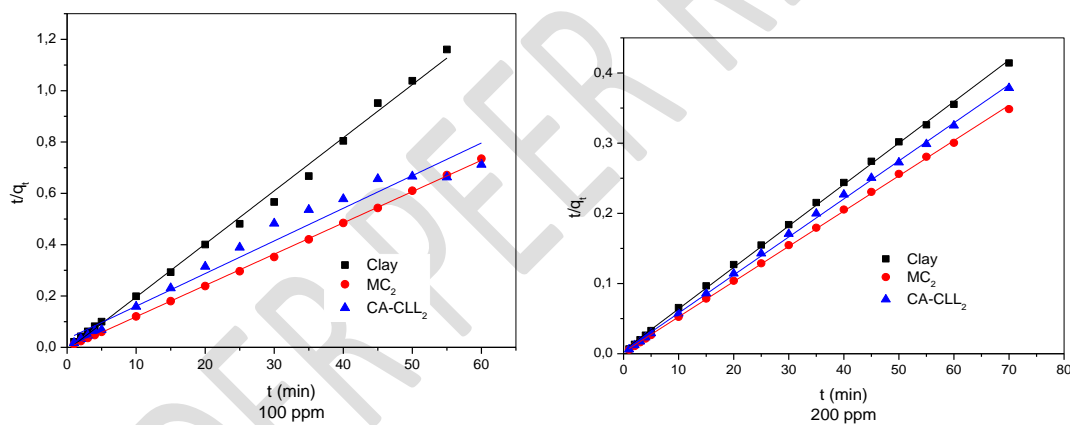 1,2
1,0
0,8
0,6
0,4
0,2
0,0
t/qt
0 10 20 30 40 50 60
t (min)
100 ppm
Clay
MC2
CA-CLL2
0,4
0,3
0,2
0,1
0,0
t/qt
0 10 20 30 40 50 60 70 80
t (min)
200 ppm
Clay
MC2
CA-CLL2